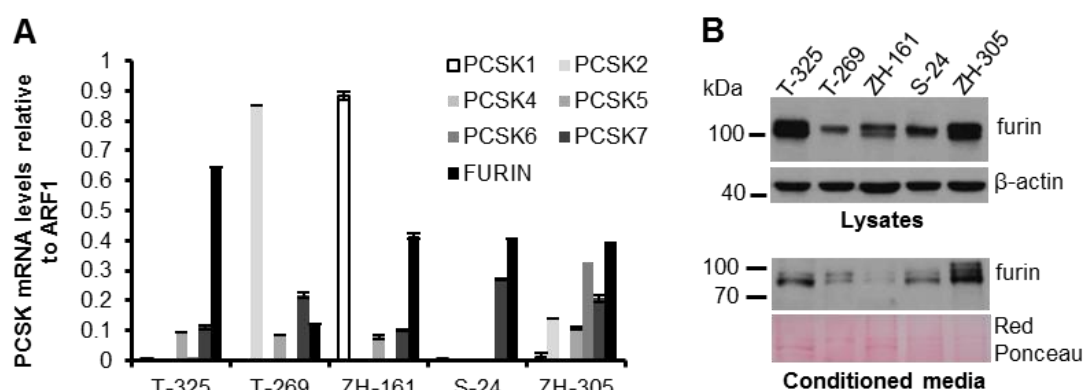 A
PCSK mRNA levels relative
to ARF1
1
0.9
0.8
0.7
0.6
0.5
0.4
0.3
0.2
0.1
0
PCSK1 PCSK2
PCSK4 PCSK5
PCSK6 PCSK7
FURIN
T-325 T-269 ZH-161 S-24 ZH-305
B
kDa
T-325 T-269 ZH-161 S-24 ZH-305
100 furin
40 β-actin
Lysates
100 furin
70
Red
Ponceau
Conditioned media